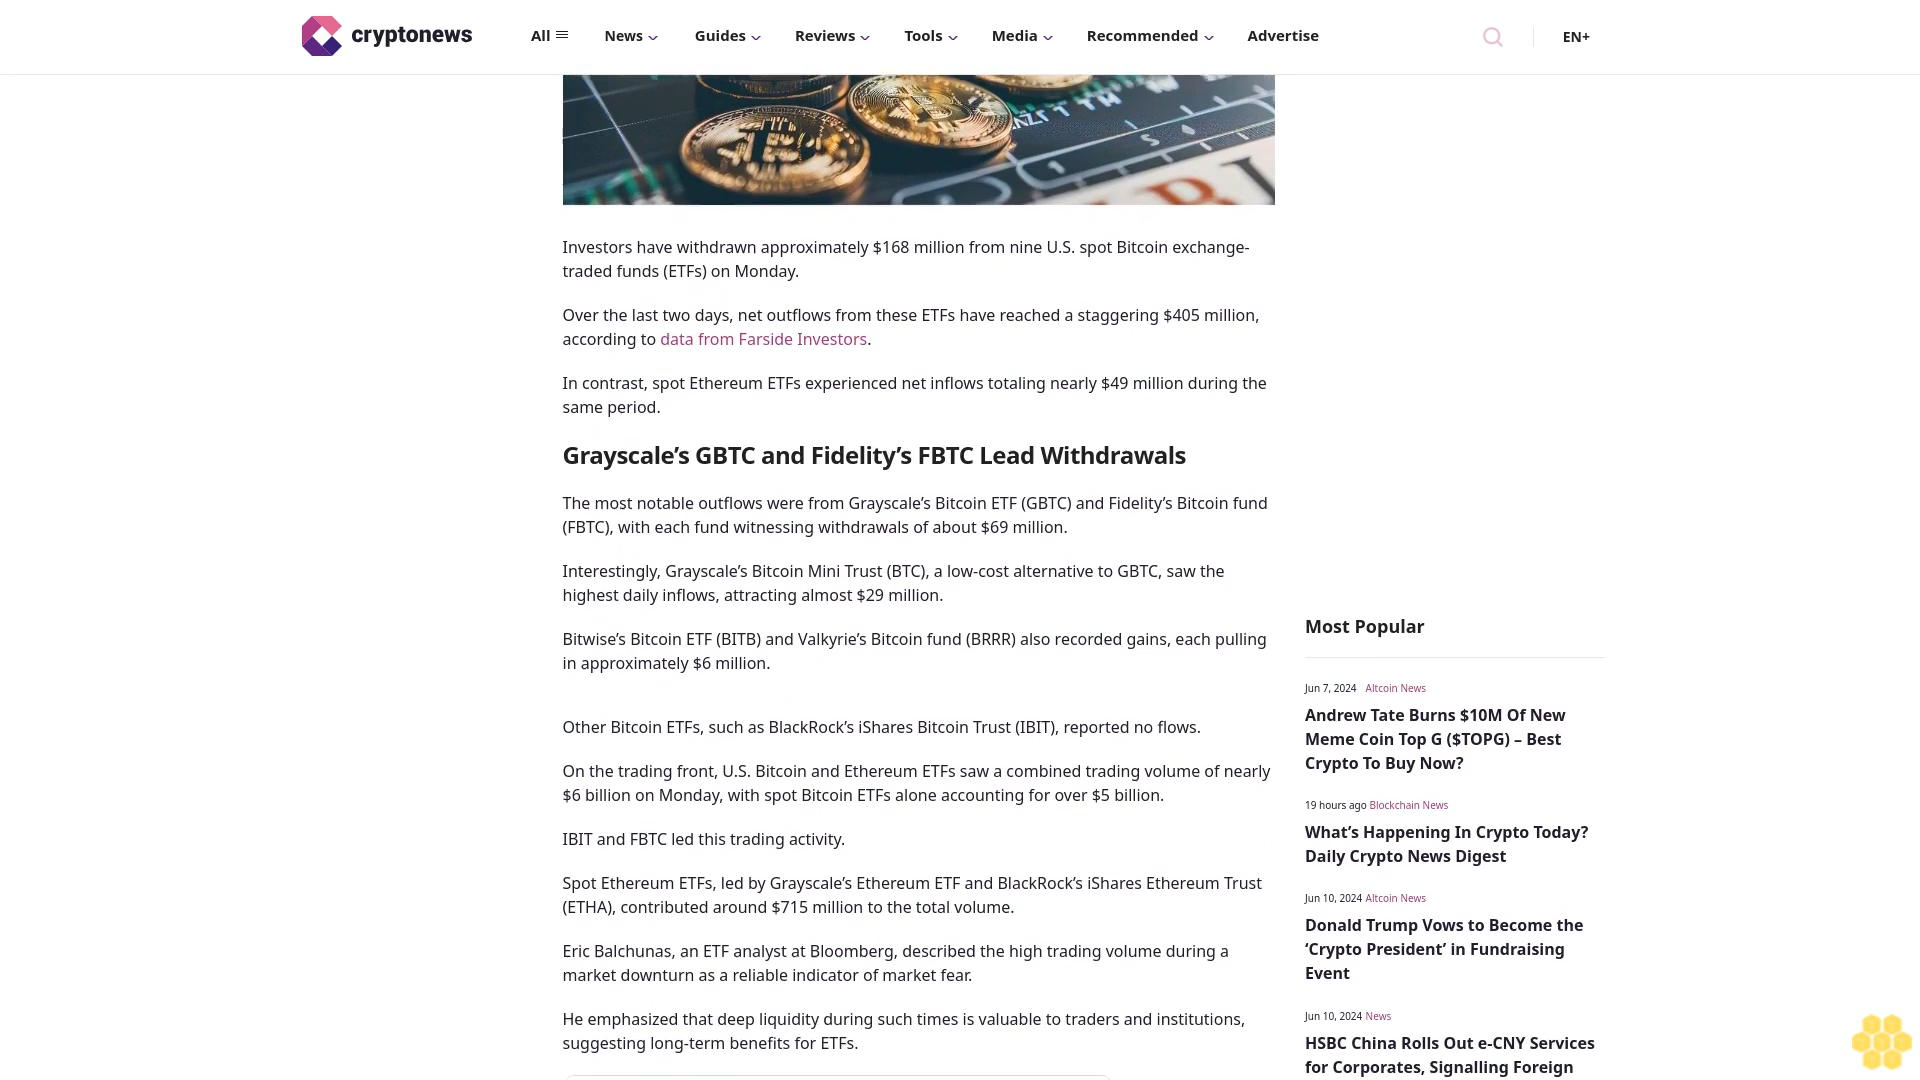 cryptonews
All
News
Guides
Reviews
Tools
Media
Recommended
Advertise
EN+
Investors have withdrawn approximately $168 million from nine U.S. spot Bitcoin exchange-
traded funds (ETFs) on Monday.
Over the last two days, net outflows from these ETFs have reached a staggering $405 million,
according to data from Farside Investors.
In contrast, spot Ethereum ETFs experienced net inflows totaling nearly $49 million during the
same period.
Grayscale’s GBTC and Fidelity’s FBTC Lead Withdrawals
The most notable outflows were from Grayscale’s Bitcoin ETF (GBTC) and Fidelity’s Bitcoin fund
(FBTC), with each fund witnessing withdrawals of about $69 million.
Interestingly, Grayscale’s Bitcoin Mini Trust (BTC), a low-cost alternative to GBTC, saw the
highest daily inflows, attracting almost $29 million.
Bitwise’s Bitcoin ETF (BITB) and Valkyrie’s Bitcoin fund (BRRR) also recorded gains, each pulling
in approximately $6 million.
Other Bitcoin ETFs, such as BlackRock’s iShares Bitcoin Trust (IBIT), reported no flows.
On the trading front, U.S. Bitcoin and Ethereum ETFs saw a combined trading volume of nearly
$6 billion on Monday, with spot Bitcoin ETFs alone accounting for over $5 billion.
IBIT and FBTC led this trading activity.
Spot Ethereum ETFs, led by Grayscale’s Ethereum ETF and BlackRock’s iShares Ethereum Trust
(ETHA), contributed around $715 million to the total volume.
Eric Balchunas, an ETF analyst at Bloomberg, described the high trading volume during a
market downturn as a reliable indicator of market fear.
He emphasized that deep liquidity during such times is valuable to traders and institutions,
suggesting long-term benefits for ETFs.
Most Popular
Jun 7, 2024 Altcoin News
Andrew Tate Burns $10M Of New
Meme Coin Top G ($TOPG) – Best
Crypto To Buy Now?
19 hours ago Blockchain News
What’s Happening In Crypto Today?
Daily Crypto News Digest
Jun 10, 2024 Altcoin News
Donald Trump Vows to Become the
‘Crypto President’ in Fundraising
Event
Jun 10, 2024 News
HSBC China Rolls Out e-CNY Services
for Corporates, Signalling Foreign